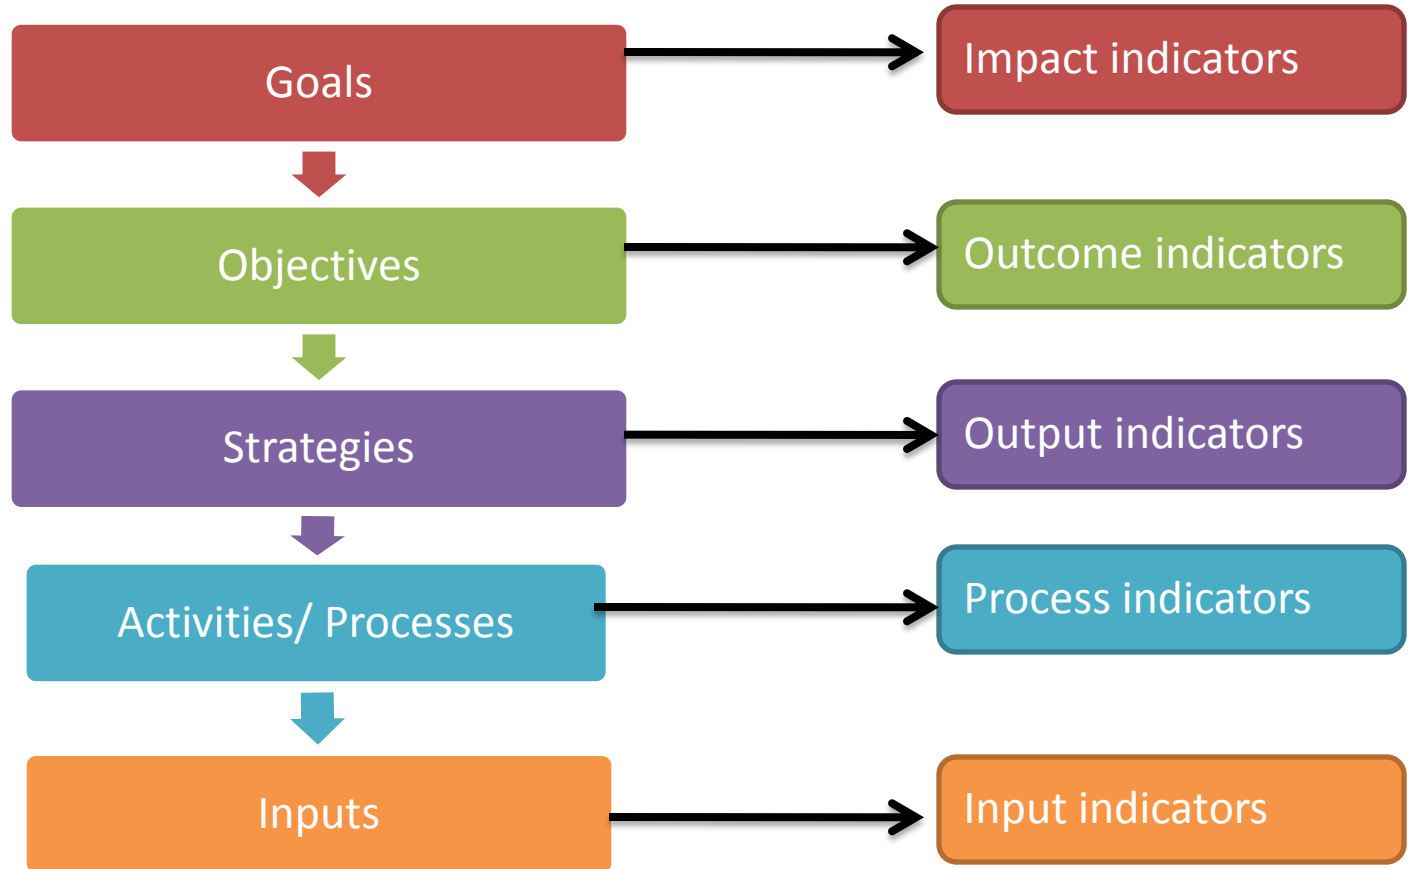 Goals
Impact indicators
Objectives
Outcome indicators
Strategies
Output indicators
Activities/ Processes
Process indicators
Inputs
Input indicators